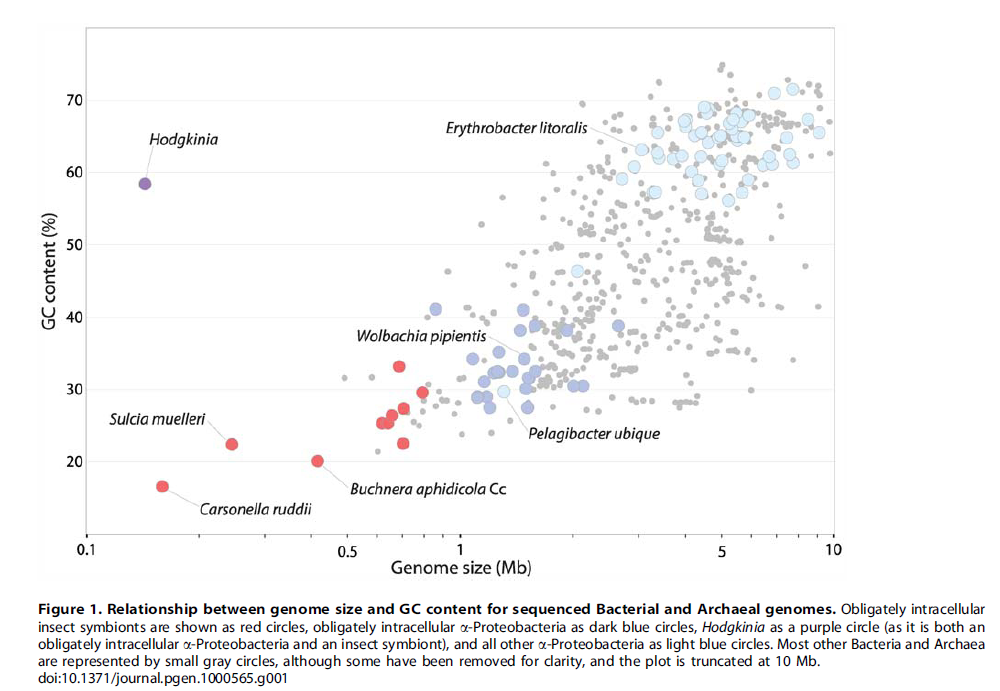 70
60
50
40
30
20
GC content (%)
Hodgkinia
Erythrobacter litoralis
Wolbachia pipientis
Sulcia muelleri
Pelagibacter ubique
Buchnera aphidicola Cc
Carsonella ruddii
0.1
0.5
1
5
10
Genome size (Mb)
Figure 1. Relationship between genome size and GC content for sequenced Bacterial and Archaeal genomes. Obligately intracellular
insect symbionts are shown as red circles, obligately intracellular α-Proteobacteria as dark blue circles, Hodgkinia as a purple circle (as it is both an
obligately intracellular α-Proteobacteria and an insect symbiont), and all other α-Proteobacteria as light blue circles. Most other Bacteria and Archaea
are represented by small gray circles, although some have been removed for clarity, and the plot is truncated at 10 Mb.
doi:10.1371/journal.pgen.1000565.g001